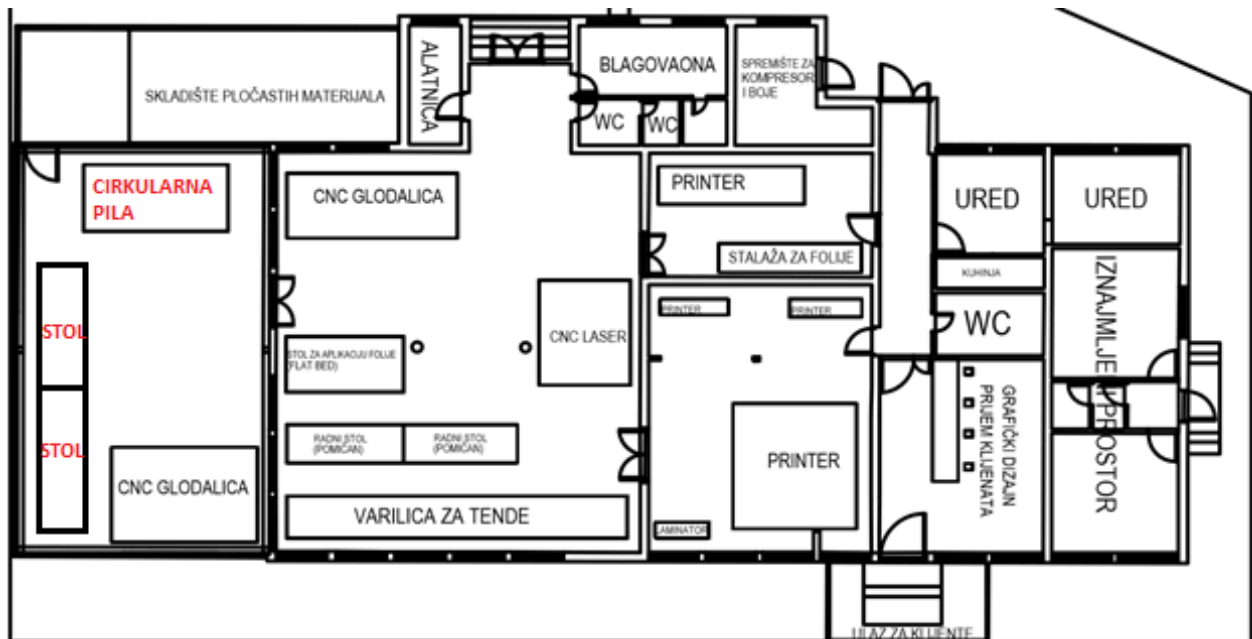 ALATNICA
BLAGOVAONA
SPREMIŠTE ZA
KOMPRESOR
I BOJE
SKLADIŠTE PLOČASTIH MATERIJALA
WC
WC
CIRKULARNA
PILA
CNC GLODALICA
PRINTER
URED
URED
STALAŽA ZA FOLIJE
KUHINJA
STOL
PRINTER
PRINTER
WC
CNC LASER
STOL ZA APLIKACIJU FOLIJE
(FLAT BED)
IZNAJMLJENI PROSTOR
GRAFIČKI DIZAJN
PRIJEM KLIJENATA
STOL
RADNI STOL
(POMIČAN)
RADNI STOL
(POMIČAN)
PRINTER
CNC GLODALICA
VARILICA ZA TENDE
LAMINATOR
ULAZ ZA KLIJENTE